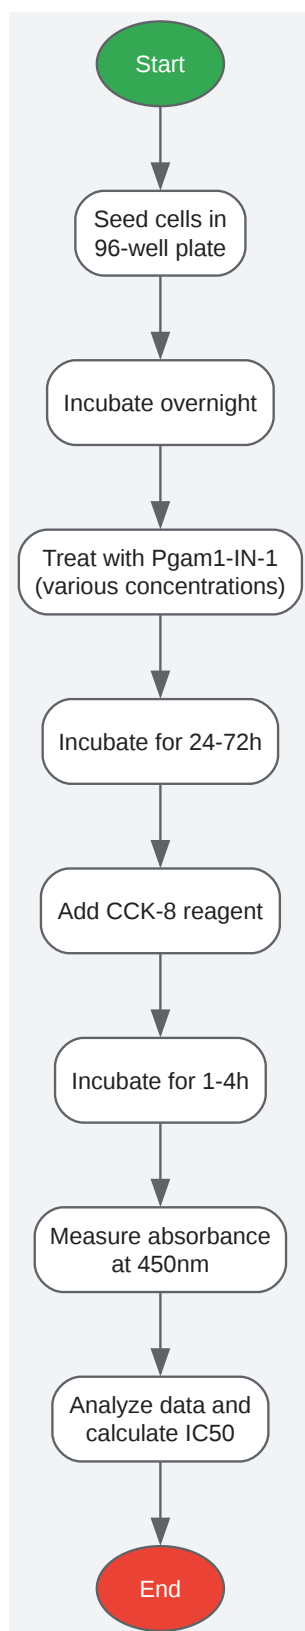 Start
Seed cells in
96-well plate
Incubate overnight
Treat with Pgam1-IN-1
(various concentrations)
Incubate for 24-72h
Add CCK-8 reagent
Incubate for 1-4h
Measure absorbance
at 450nm
Analyze data and
calculate IC50
End